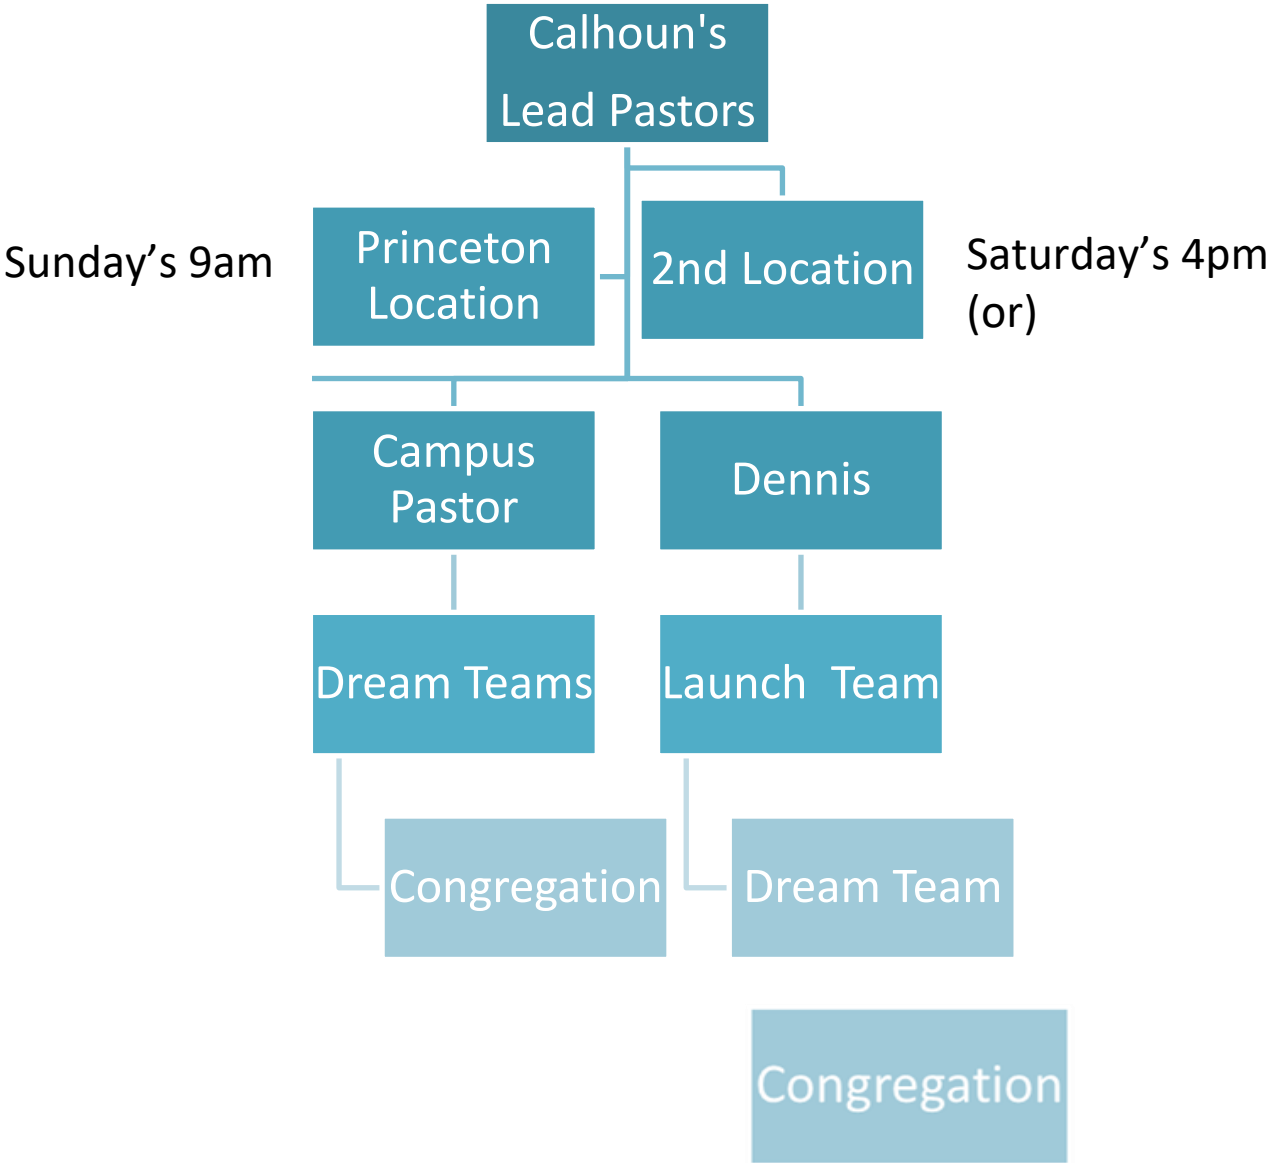 Calhoun's
Lead Pastors
Sunday’s 9am
Princeton
Location
2nd Location
Saturday’s 4pm
(or)
Campus
Pastor
Dennis
Dream Teams
Launch  Team
Congregation
Dream Team
Congregation